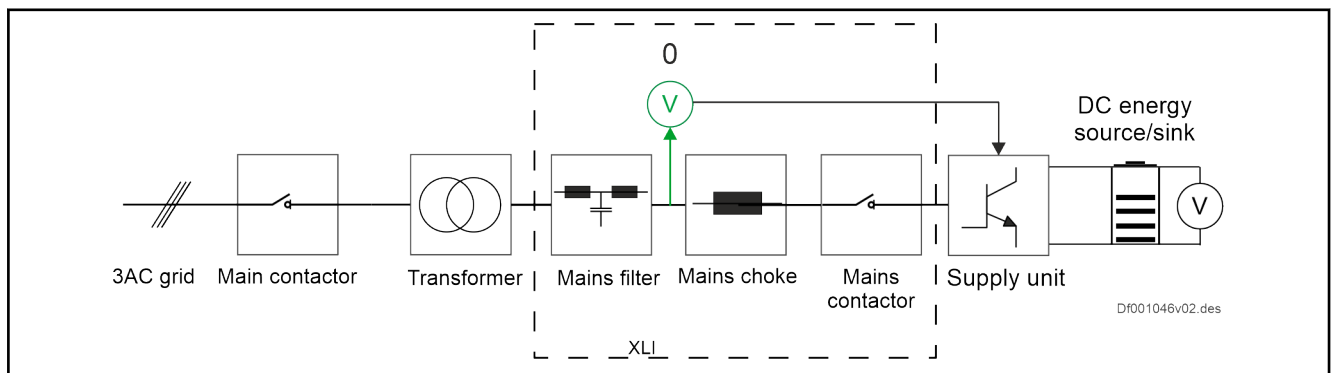 0
V
DC energy
source/sink
V
3AC grid
Main contactor
Transformer
Mains filter
Mains choke
Mains
contactor
Supply unit
Df001046v02.des
XLI